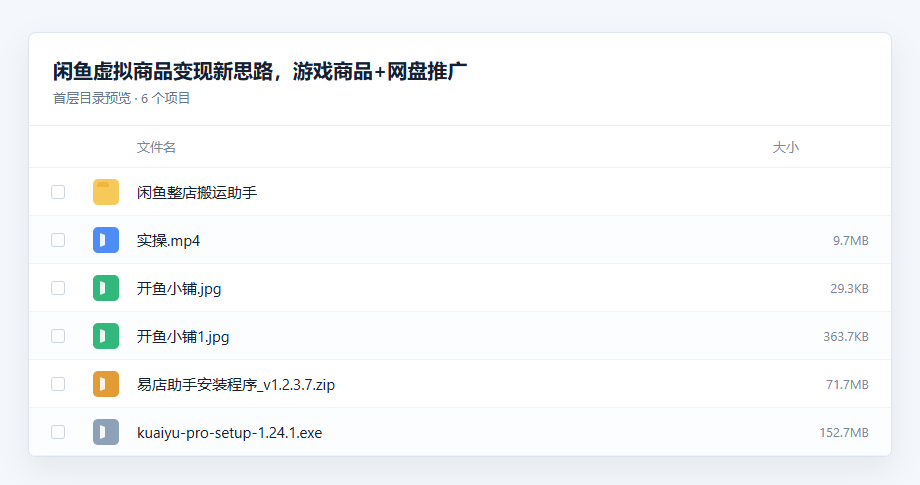 闲鱼虚拟商品变现新思路，游戏商品+网盘推广
首层目录预览 · 6 个项目
文件名 大小
闲鱼整店搬运助手
实操.mp4 9.7MB
开鱼小铺.jpg 29.3KB
开鱼小铺1.jpg 363.7KB
易店助手安装程序_v1.2.3.7.zip 71.7MB
kuaiyu-pro-setup-1.24.1.exe 152.7MB